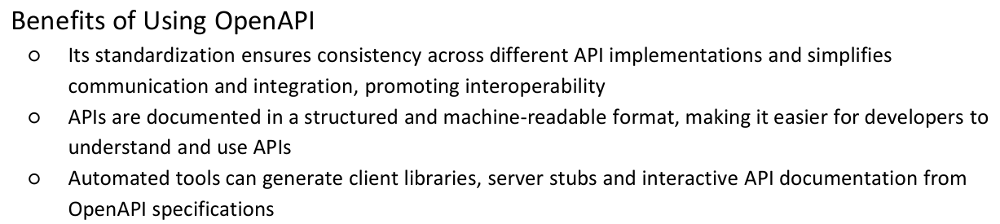 Benefits of Using OpenAPI
○ Its standardization ensures consistency across different API implementations and simplifies
communication and integration, promoting interoperability
○ APIs are documented in a structured and machine-readable format, making it easier for developers to
understand and use APIs
○ Automated tools can generate client libraries, server stubs and interactive API documentation from
OpenAPI specifications